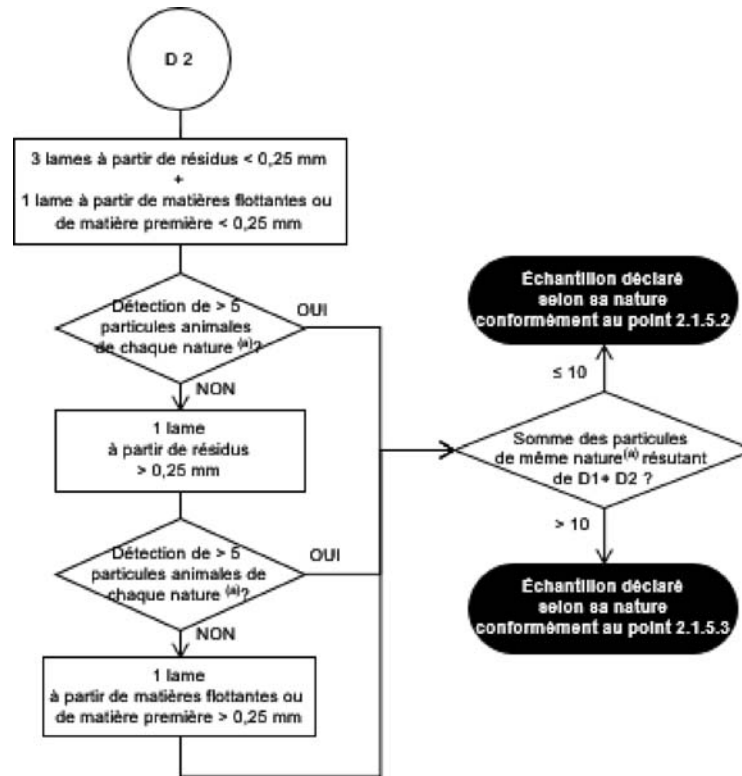 D 2
3 lames à partir de résidus < 0,25 mm
+
1 lame à partir de matières flottantes ou
de matière première < 0,25 mm
Détection de > 5
particules animales
de chaque nature (a)?
OUI
NON
1 lame
à partir de résidus
> 0,25 mm
Détection de > 5
particules animales de
chaque nature (a)?
OUI
NON
1 lame
à partir de matières flottantes ou
de matière première > 0,25 mm
Échantillon déclaré
selon sa nature
conformément au point 2.1.5.2
≤ 10
Somme des particules
de même nature(a) résutant
de D1+ D2 ?
> 10
Échantillon déclaré
selon sa nature
conformément au point 2.1.5.3